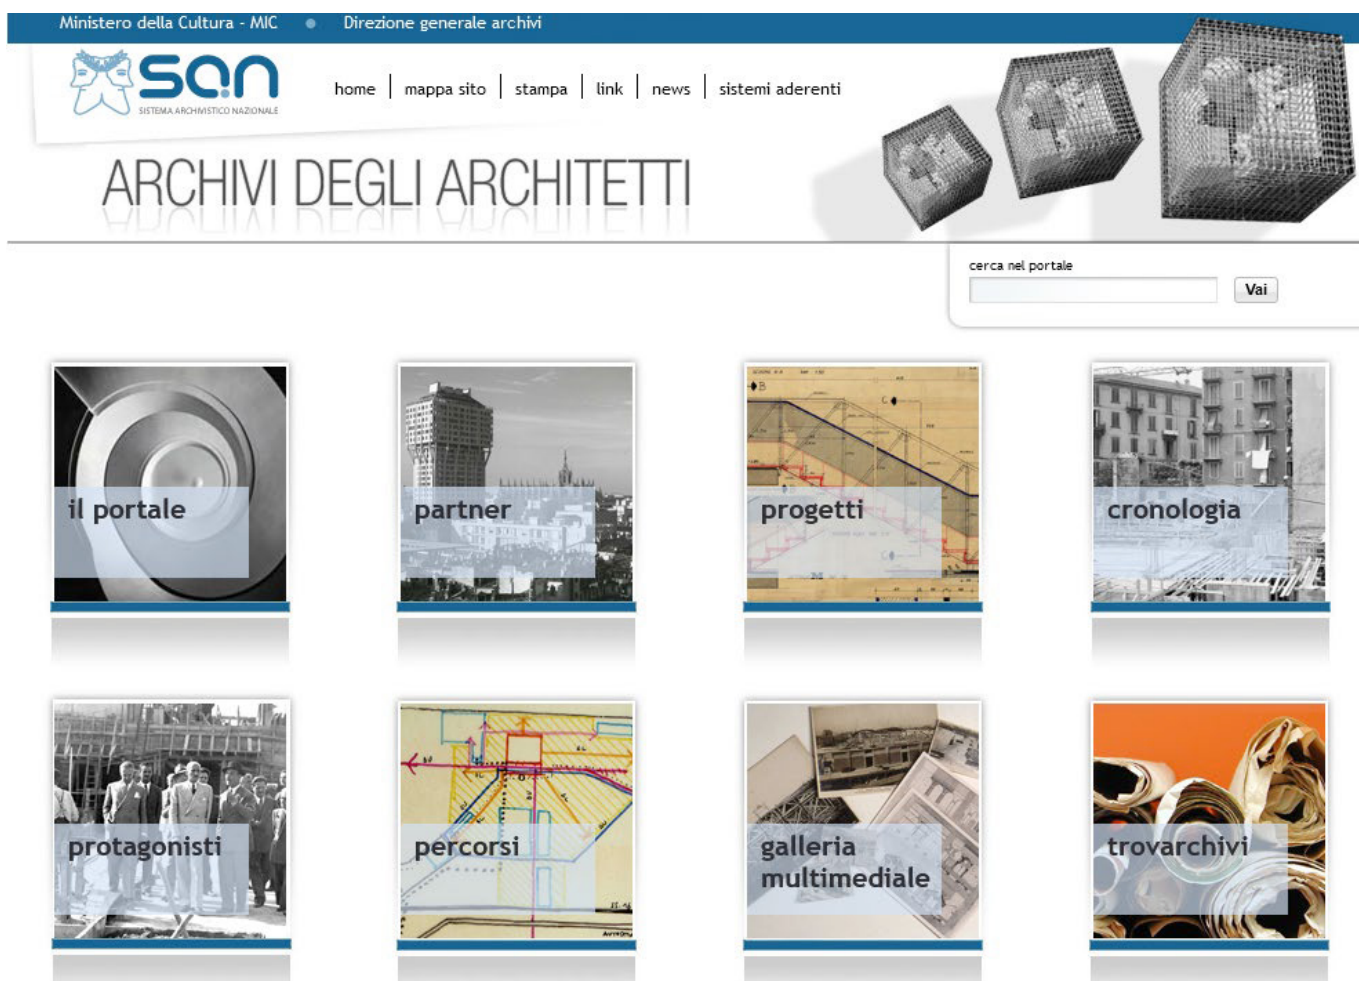 Ministero della Cultura - MIC ● Direzione generale archivi
san
SISTEMA ARCHIVISTICO NAZIONALE
home | mappa sito | stampa | link | news | sistemi aderenti
ARCHIVI DEGLI ARCHITETTI
cerca nel portale
Vai
il portale
partner
progetti
cronologia
protagonisti
percorsi
galleria
multimediale
trovarchivi